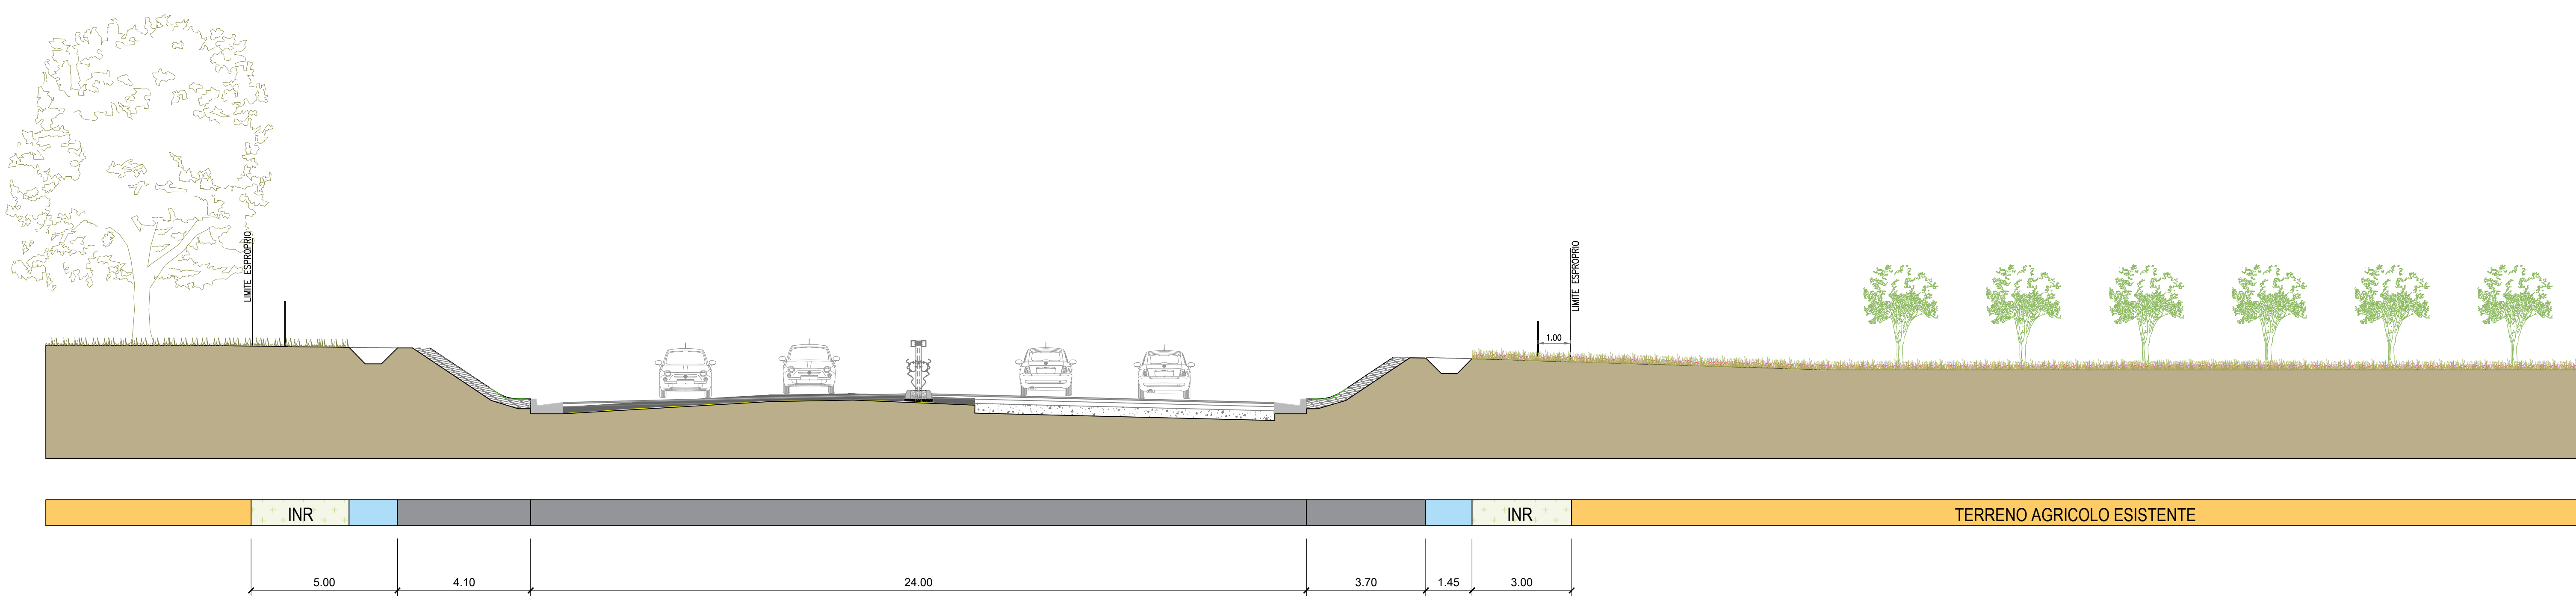 LIMITE ESPROPRIO
LIMITE ESPROPRIO
1.00
INR
INR
TERRENO AGRICOLO ESISTENTE
5.00
4.10
24.00
3.70
1.45
3.00